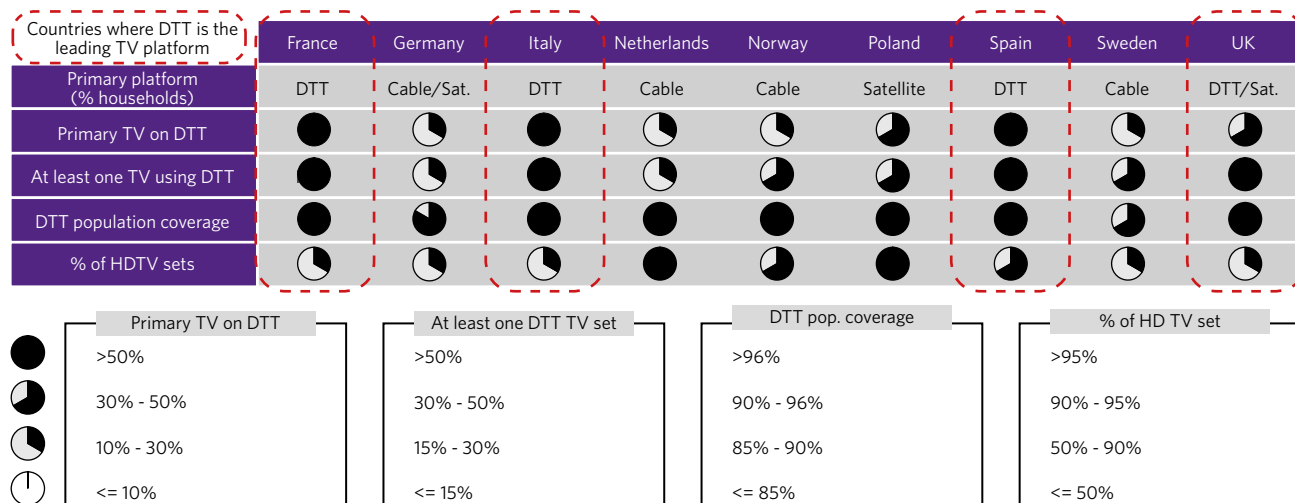 Countries where DTT is the
leading TV platform
France Germany Italy Netherlands Norway Poland Spain Sweden UK
Primary platform
(% households)
DTT Cable/Sat. DTT Cable Cable Satellite DTT Cable DTT/Sat.
Primary TV on DTT
At least one TV using DTT
DTT population coverage
% of HDTV sets
Primary TV on DTT At least one DTT TV set DTT pop. coverage % of HD TV set
>50% >50% >96% >95%
30% - 50% 30% - 50% 90% - 96% 90% - 95%
10% - 30% 15% - 30% 85% - 90% 50% - 90%
<= 10% <= 15% <= 85% <= 50%